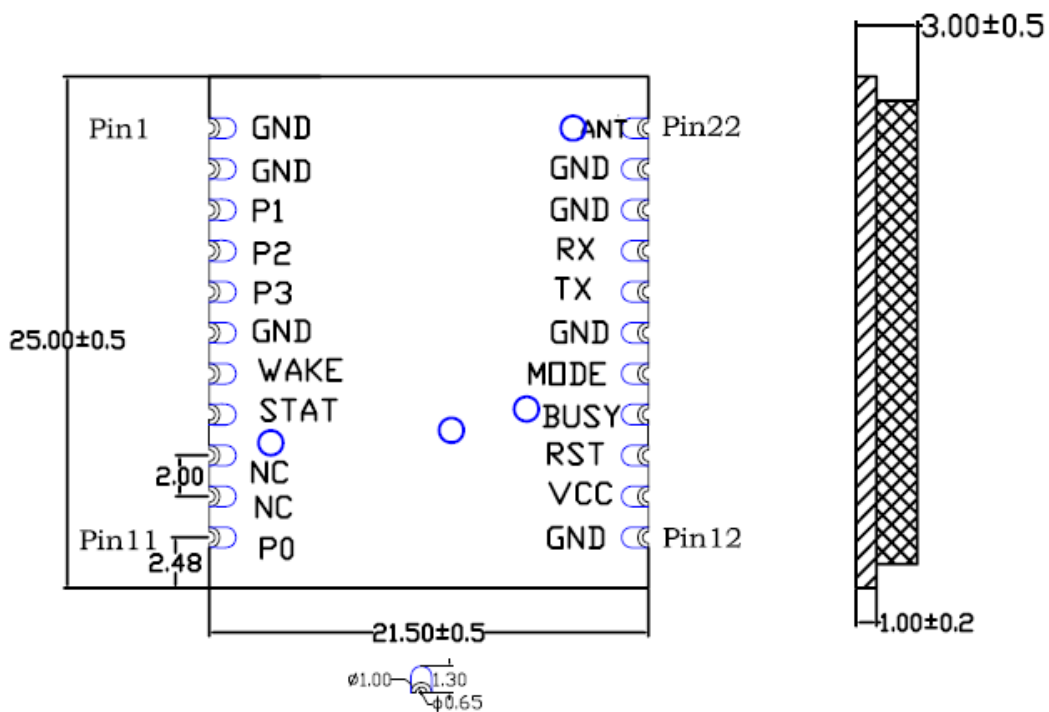 3.00±0.5
Pin1 GND ANT Pin22
GND GND
P1 GND
P2 RX
P3 TX
GND GND
25.00±0.5
WAKE MODE
STAT BUSY
RST
2.00 NC VCC
NC
Pin11 P0 GND Pin12
2.48
21.50±0.5
1.00±0.2
ø1.00 1.30
ϕ0.65